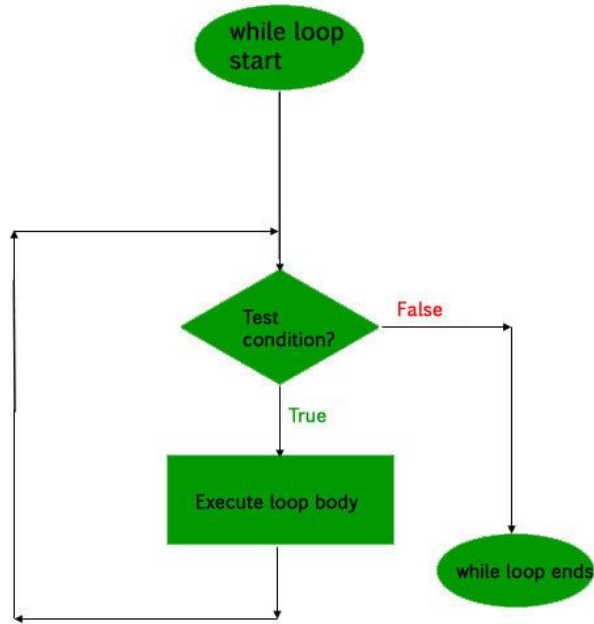 while loop
start
Test
condition?
False
True
Execute loop body
while loop ends